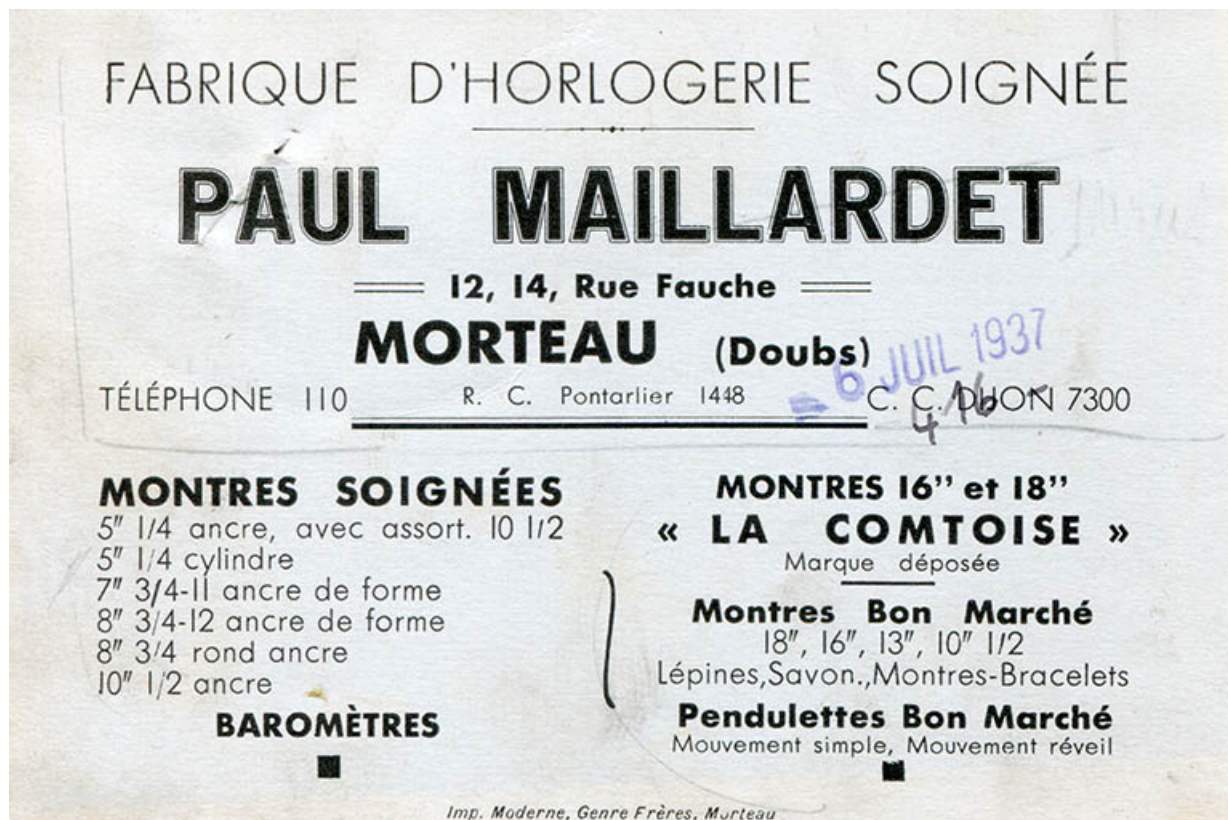 FABRIQUE D'HORLOGERIE SOIGNÉE
PAUL MAILLARDET
12, 14, Rue Fauche
MORTEAU (Doubs)
6 JUIL 1937
TÉLÉPHONE 110 R. C. Pontarlier 1448 C. C. DIJON 7300
416
MONTRES SOIGNÉES
5" 1/4 ancre, avec assort. 10 1/2
5" 1/4 cylindre
7" 3/4-11 ancre de forme
8" 3/4-12 ancre de forme
8" 3/4 rond ancre
10" 1/2 ancre
BAROMÈTRES
MONTRES 16" et 18"
« LA COMTOISE »
Marque déposée
Montres Bon Marché
18", 16", 13", 10" 1/2
Lépines,Savon.,Montres-Bracelets
Pendulettes Bon Marché
Mouvement simple, Mouvement réveil
Imp. Moderne, Genre Frères, Morteau